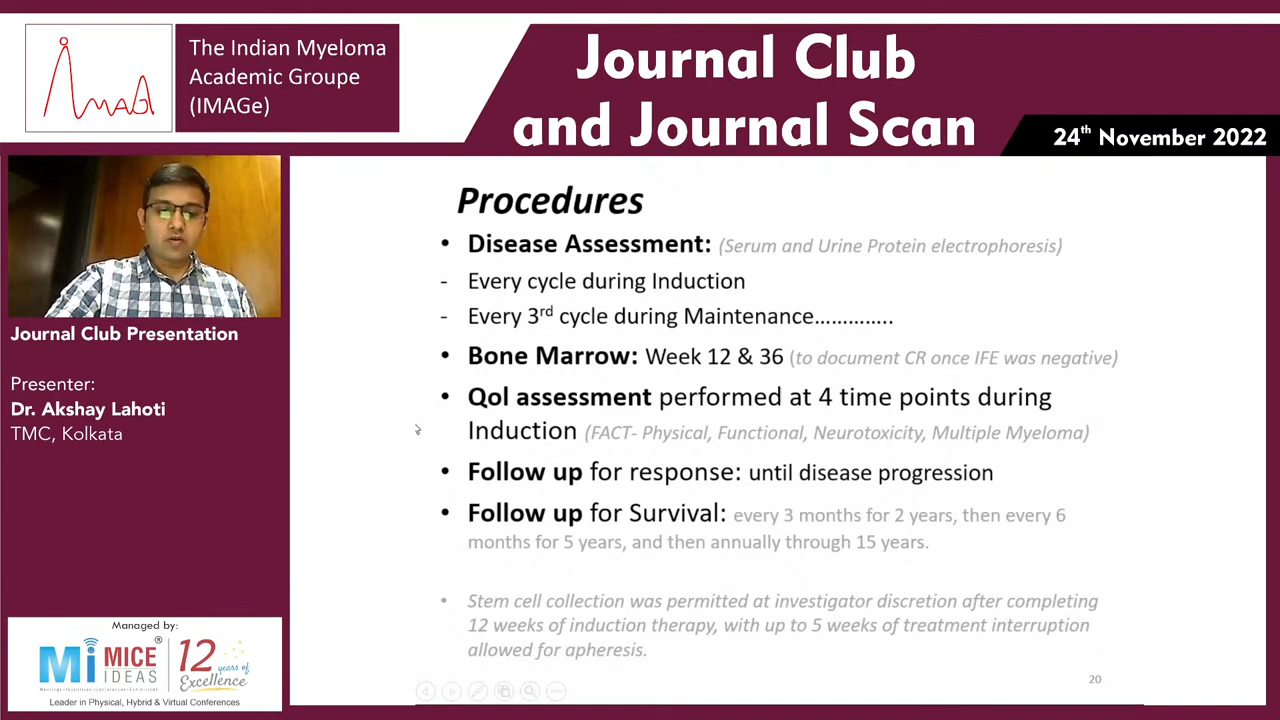 The Indian Myeloma
Academic Groupe
(IMAGe)
Journal Club
and Journal Scan
24th November 2022
Journal Club Presentation
Presenter:
Dr. Akshay Lahoti
TMC, Kolkata
Managed by:
Mi MICE IDEAS ®
12 years of Excellence
Leader in Physical, Hybrid & Virtual Conferences
Procedures
• Disease Assessment: (Serum and Urine Protein electrophoresis)
- Every cycle during Induction
- Every 3rd cycle during Maintenance…………..
• Bone Marrow: Week 12 & 36 (to document CR once IFE was negative)
• Qol assessment performed at 4 time points during
Induction (FACT- Physical, Functional, Neurotoxicity, Multiple Myeloma)
• Follow up for response: until disease progression
• Follow up for Survival: every 3 months for 2 years, then every 6
months for 5 years, and then annually through 15 years.
• Stem cell collection was permitted at investigator discretion after completing
12 weeks of induction therapy, with up to 5 weeks of treatment interruption
allowed for apheresis.
20